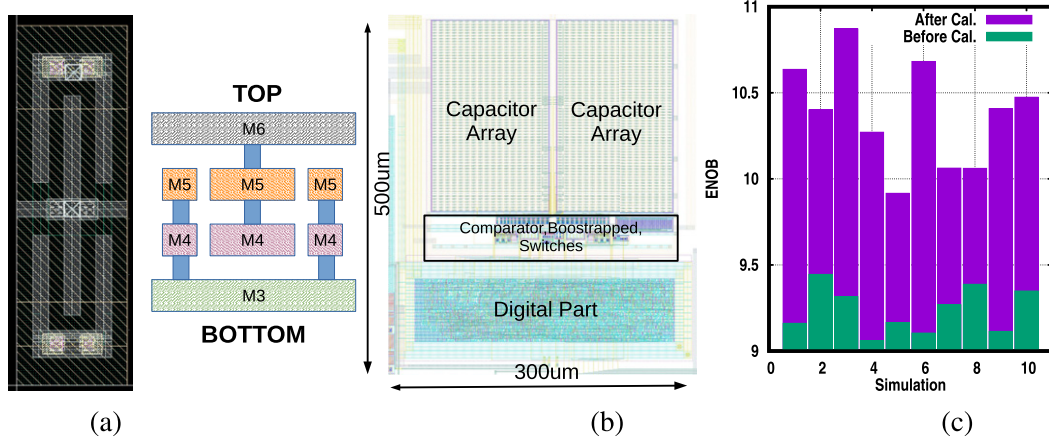 TOP
M6
M5 M5 M5
M4 M4 M4
M3
BOTTOM
(a)
500um
Capacitor
Array
Capacitor
Array
Comparator,Boostrapped,
Switches
Digital Part
300um
(b)
11
10.5
10
9.5
9
ENOB
After Cal.
Before Cal.
0 2 4 6 8 10
Simulation
(c)